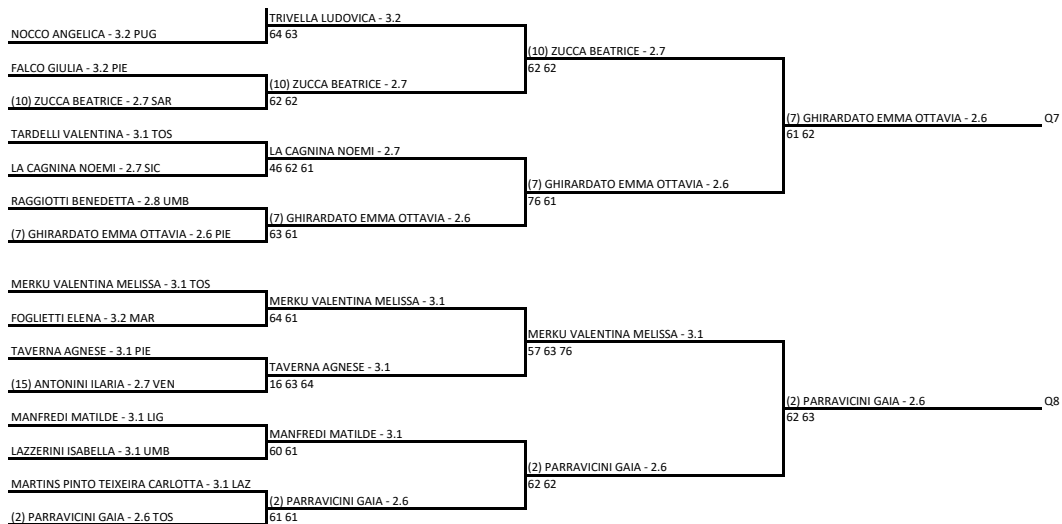 TRIVELLA LUDOVICA - 3.2
NOCCO ANGELICA - 3.2 PUG
64 63
(10) ZUCCA BEATRICE - 2.7
FALCO GIULIA - 3.2 PIE
62 62
(10) ZUCCA BEATRICE - 2.7
(10) ZUCCA BEATRICE - 2.7 SAR
62 62
(7) GHIRARDATO EMMA OTTAVIA - 2.6
Q7
TARDELLI VALENTINA - 3.1 TOS
61 62
LA CAGNINA NOEMI - 2.7
LA CAGNINA NOEMI - 2.7 SIC
46 62 61
(7) GHIRARDATO EMMA OTTAVIA - 2.6
RAGGIOTTI BENEDETTA - 2.8 UMB
76 61
(7) GHIRARDATO EMMA OTTAVIA - 2.6
(7) GHIRARDATO EMMA OTTAVIA - 2.6 PIE
63 61
MERKU VALENTINA MELISSA - 3.1 TOS
MERKU VALENTINA MELISSA - 3.1
FOGLIETTI ELENA - 3.2 MAR
64 61
MERKU VALENTINA MELISSA - 3.1
TAVERNA AGNESE - 3.1 PIE
57 63 76
TAVERNA AGNESE - 3.1
(15) ANTONINI ILARIA - 2.7 VEN
16 63 64
(2) PARRAVICINI GAIA - 2.6
Q8
MANFREDI MATILDE - 3.1 LIG
62 63
MANFREDI MATILDE - 3.1
LAZZERINI ISABELLA - 3.1 UMB
60 61
(2) PARRAVICINI GAIA - 2.6
MARTINS PINTO TEIXEIRA CARLOTTA - 3.1 LAZ
62 62
(2) PARRAVICINI GAIA - 2.6
(2) PARRAVICINI GAIA - 2.6 TOS
61 61